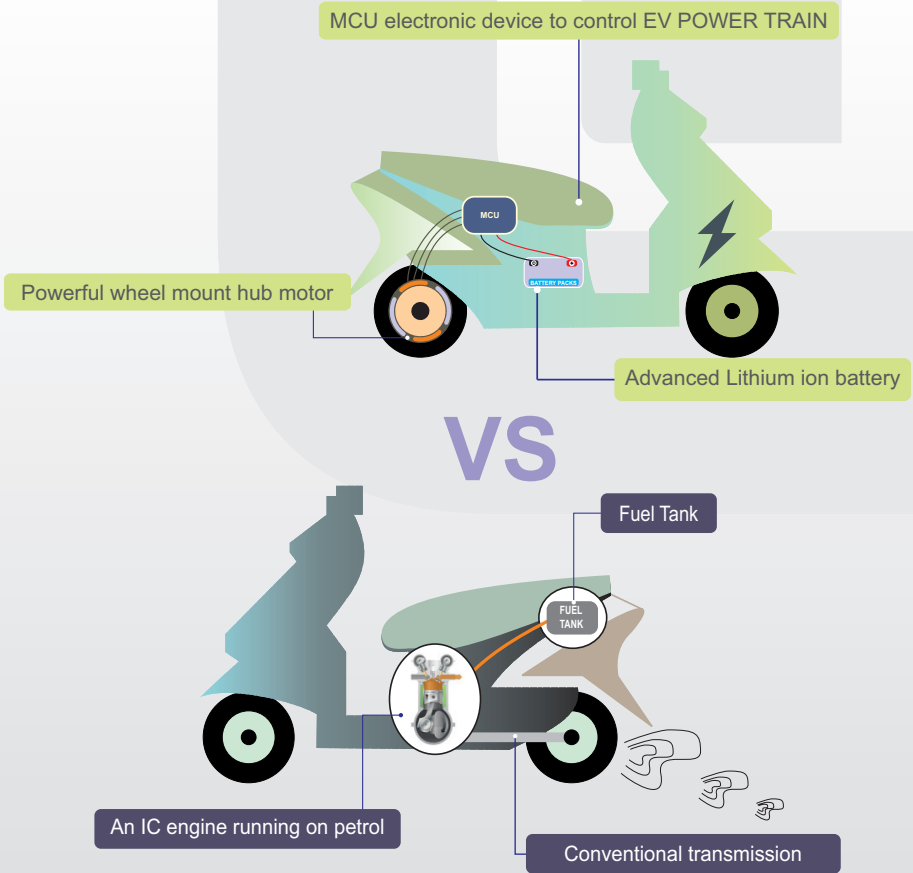 MCU electronic device to control EV POWER TRAIN
MCU
BATTERY PACKS
Powerful wheel mount hub motor
Advanced Lithium ion battery
VS
Fuel Tank
FUEL
TANK
An IC engine running on petrol
Conventional transmission